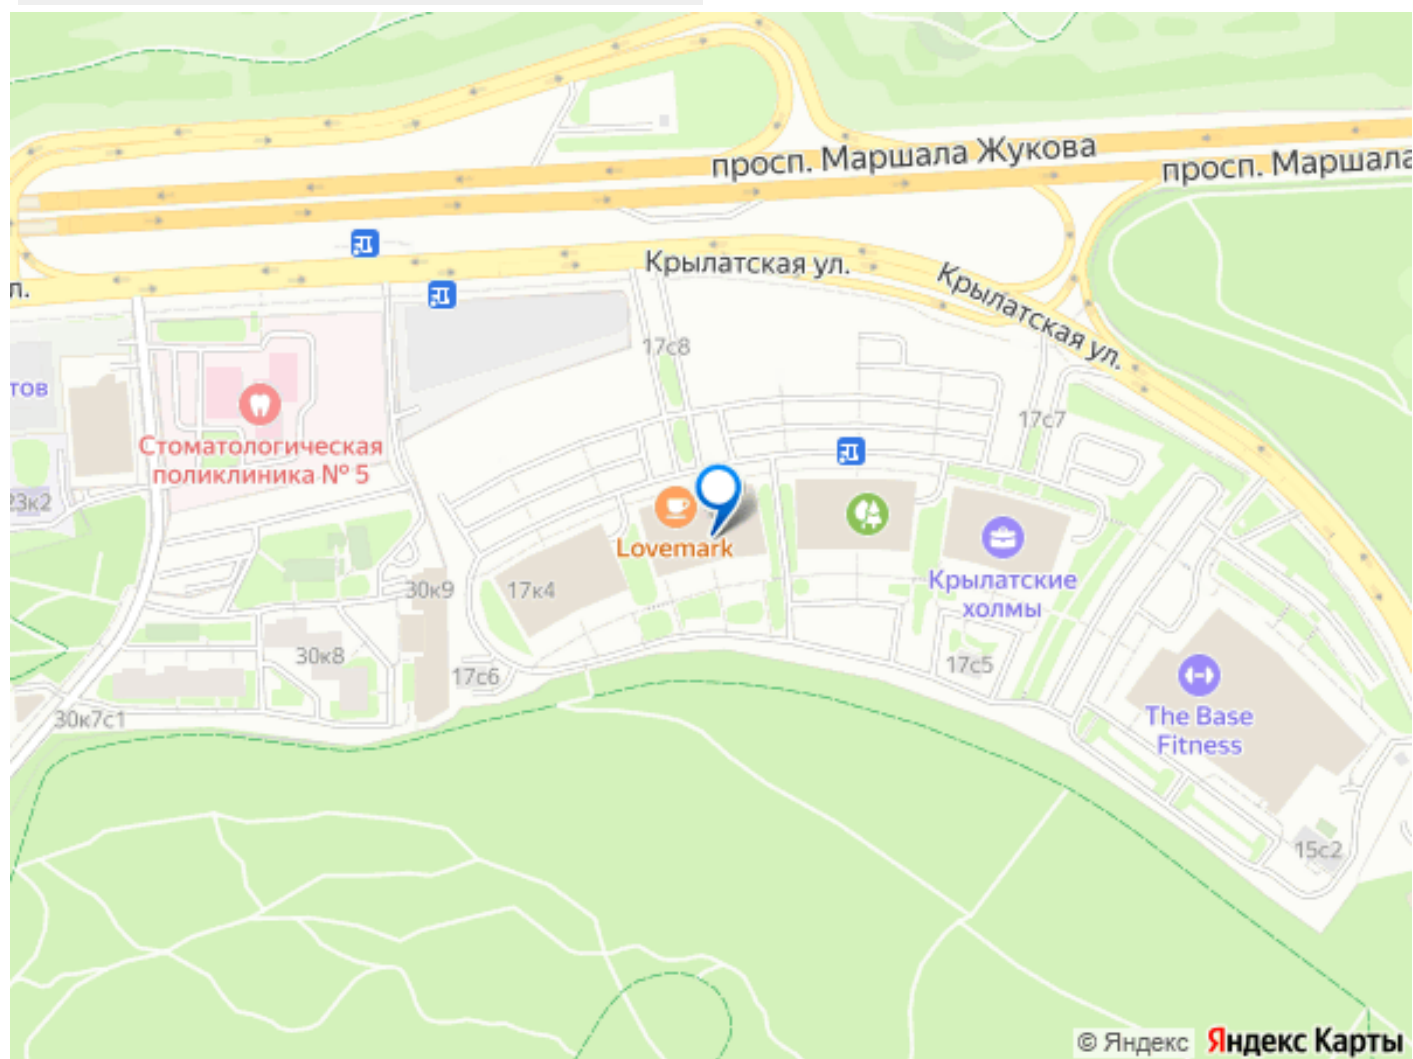 просп. Маршала Жукова
просп. Маршала
Крылатская ул.
Крылатская ул.
л.
17с8
тов
17с7
Стоматологическая
поликлиника № 5
23к2
Lovemark
Крылатские
холмы
30к9
17к4
30к8
17с6
17с5
30к7с1
The Base
Fitness
15с2
© Яндекс Яндекс Карты